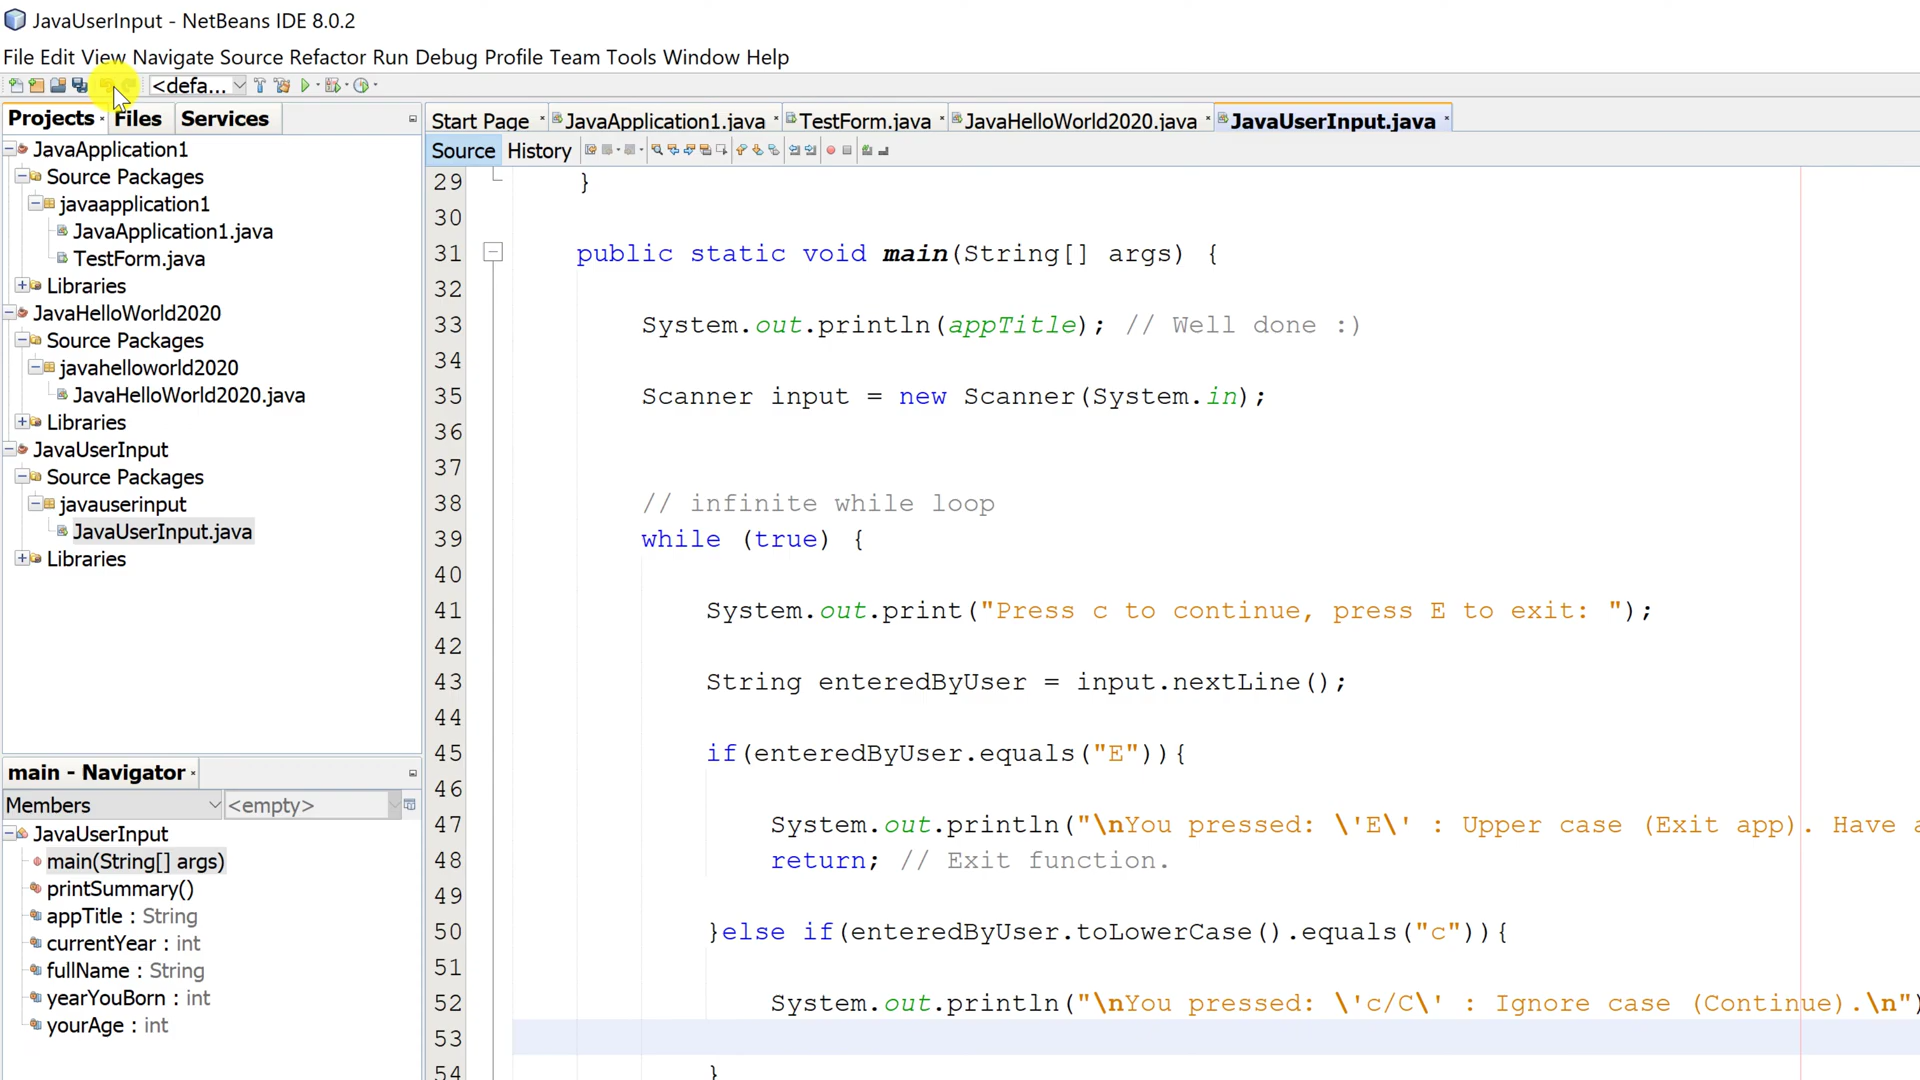 JavaUserInput - NetBeans IDE 8.0.2
File Edit View Navigate Source Refactor Run Debug Profile Team Tools Window Help
<defa...
Projects Files Services
JavaApplication1
Source Packages
javaapplication1
JavaApplication1.java
TestForm.java
Libraries
JavaHelloWorld2020
Source Packages
javahelloworld2020
JavaHelloWorld2020.java
Libraries
JavaUserInput
Source Packages
javauserinput
JavaUserInput.java
Libraries
main - Navigator
Members <empty>
JavaUserInput
main(String[] args)
printSummary()
appTitle : String
currentYear : int
fullName : String
yearYouBorn : int
yourAge : int
Start Page JavaApplication1.java TestForm.java JavaHelloWorld2020.java JavaUserInput.java
Source History
29 }
30
31 public static void main(String[] args) {
32
33 System.out.println(appTitle); // Well done :)
34
35 Scanner input = new Scanner(System.in);
36
37
38 // infinite while loop
39 while (true) {
40
41 System.out.print("Press c to continue, press E to exit: ");
42
43 String enteredByUser = input.nextLine();
44
45 if(enteredByUser.equals("E")){
46
47 System.out.println("\nYou pressed: \'E\' : Upper case (Exit app). Have a
48 return; // Exit function.
49
50 }else if(enteredByUser.toLowerCase().equals("c")){
51
52 System.out.println("\nYou pressed: \'c/C\' : Ignore case (Continue).\n")
53
54 }